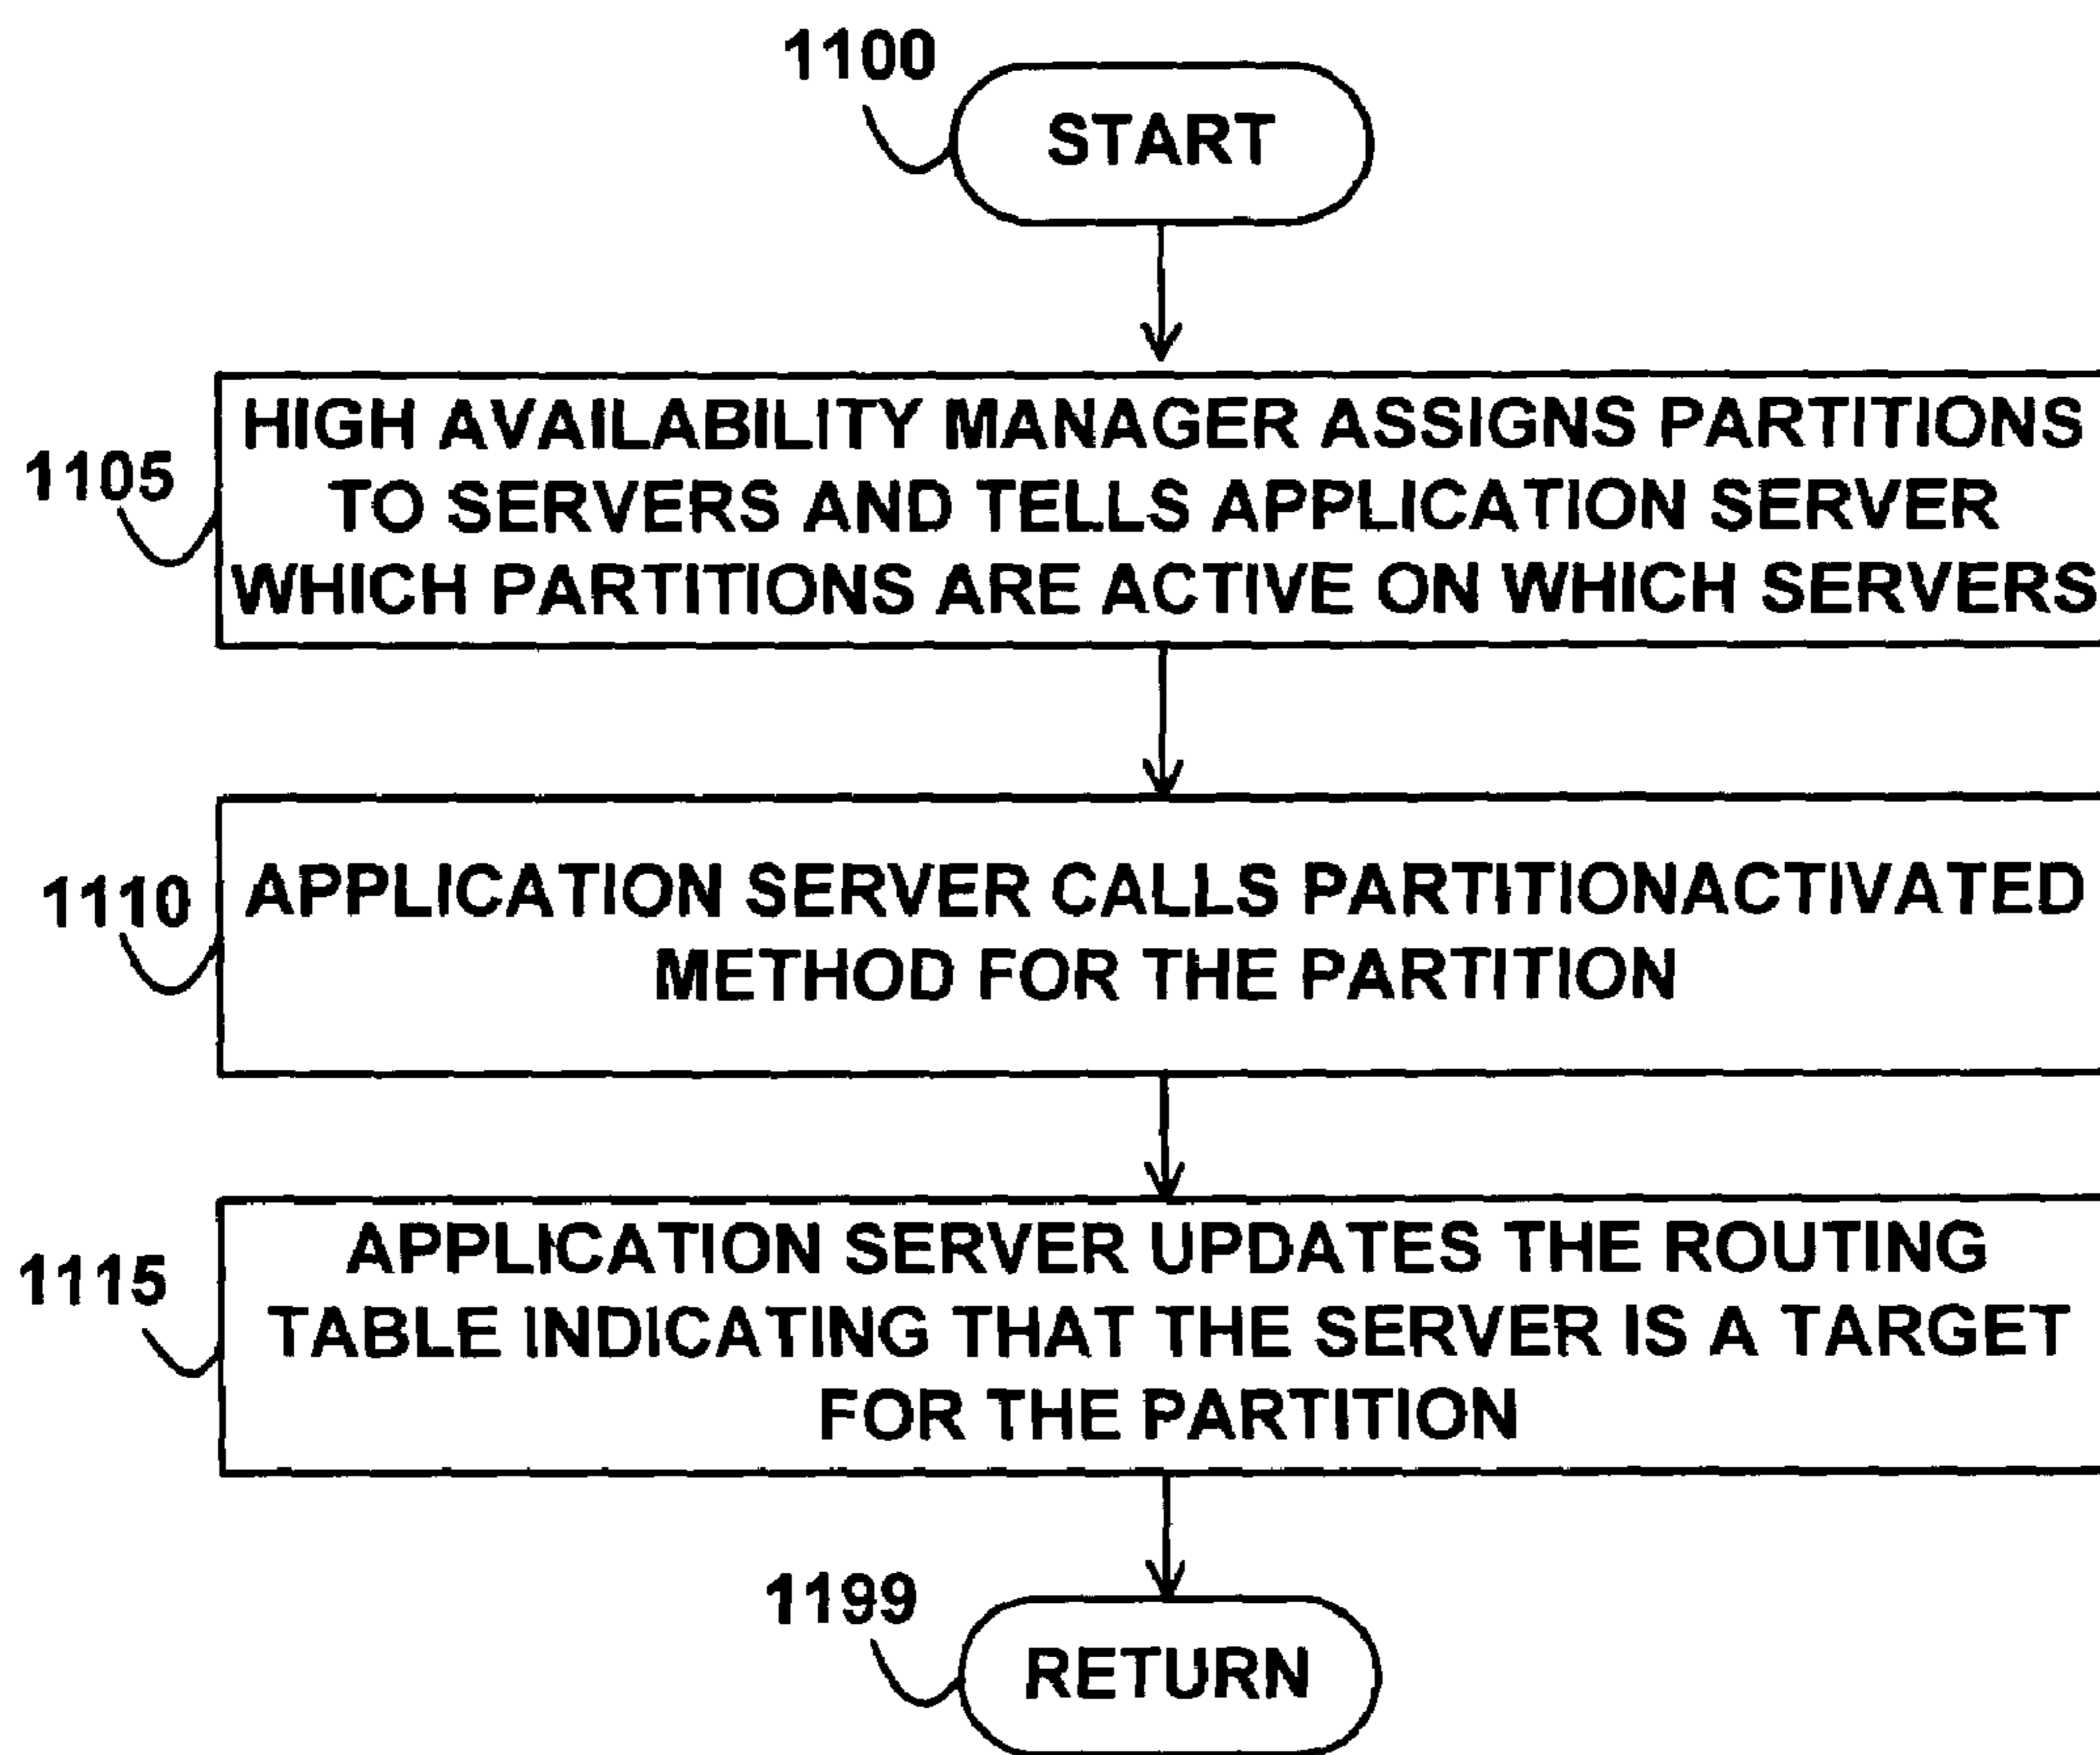 1100
START
1105
HIGH AVAILABILITY MANAGER ASSIGNS PARTITIONS
TO SERVERS AND TELLS APPLICATION SERVER
WHICH PARTITIONS ARE ACTIVE ON WHICH SERVERS
1110
APPLICATION SERVER CALLS PARTITIONACTIVATED
METHOD FOR THE PARTITION
1115
APPLICATION SERVER UPDATES THE ROUTING
TABLE INDICATING THAT THE SERVER IS A TARGET
FOR THE PARTITION
1199
RETURN